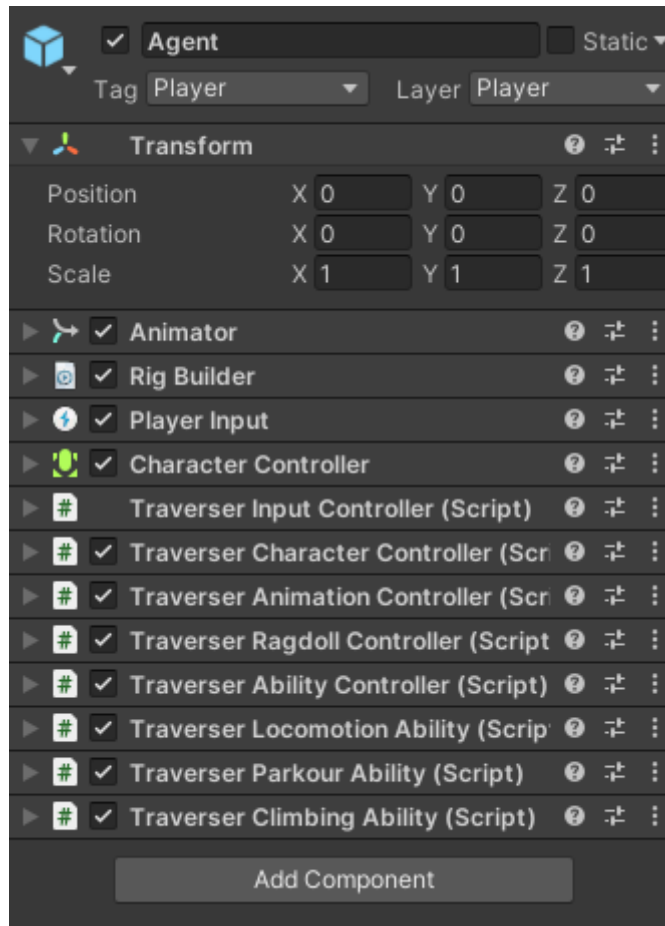 Agent Static
Tag Player Layer Player
Transform
Position X 0 Y 0 Z 0
Rotation X 0 Y 0 Z 0
Scale X 1 Y 1 Z 1
Animator
Rig Builder
Player Input
Character Controller
Traverser Input Controller (Script)
Traverser Character Controller (Scri
Traverser Animation Controller (Scri
Traverser Ragdoll Controller (Script
Traverser Ability Controller (Script)
Traverser Locomotion Ability (Scrip
Traverser Parkour Ability (Script)
Traverser Climbing Ability (Script)
Add Component